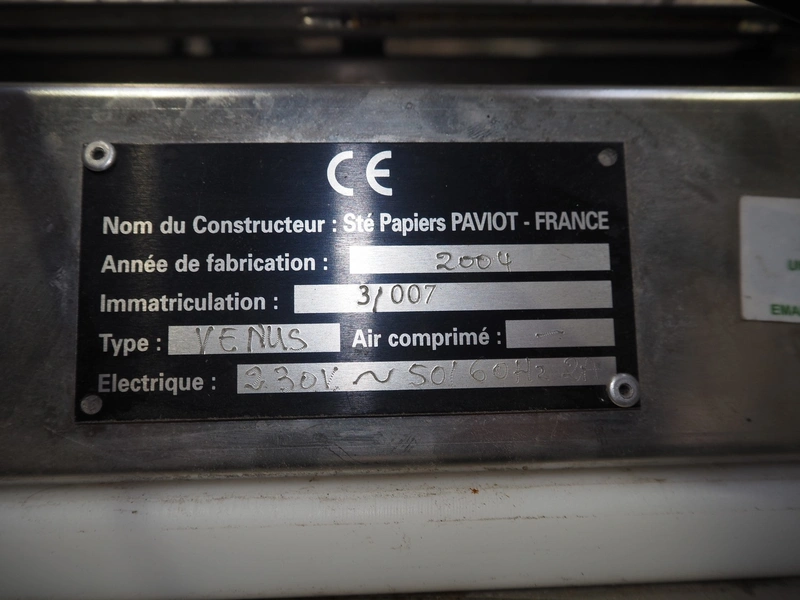 CE
Nom du Constructeur : Sté Papiers PAVIOT - FRANCE
Année de fabrication : 2004
Immatriculation : 3/007
Type : VENUS Air comprimé : -
Electrique : 230V ~ 50/60Hz
EMA